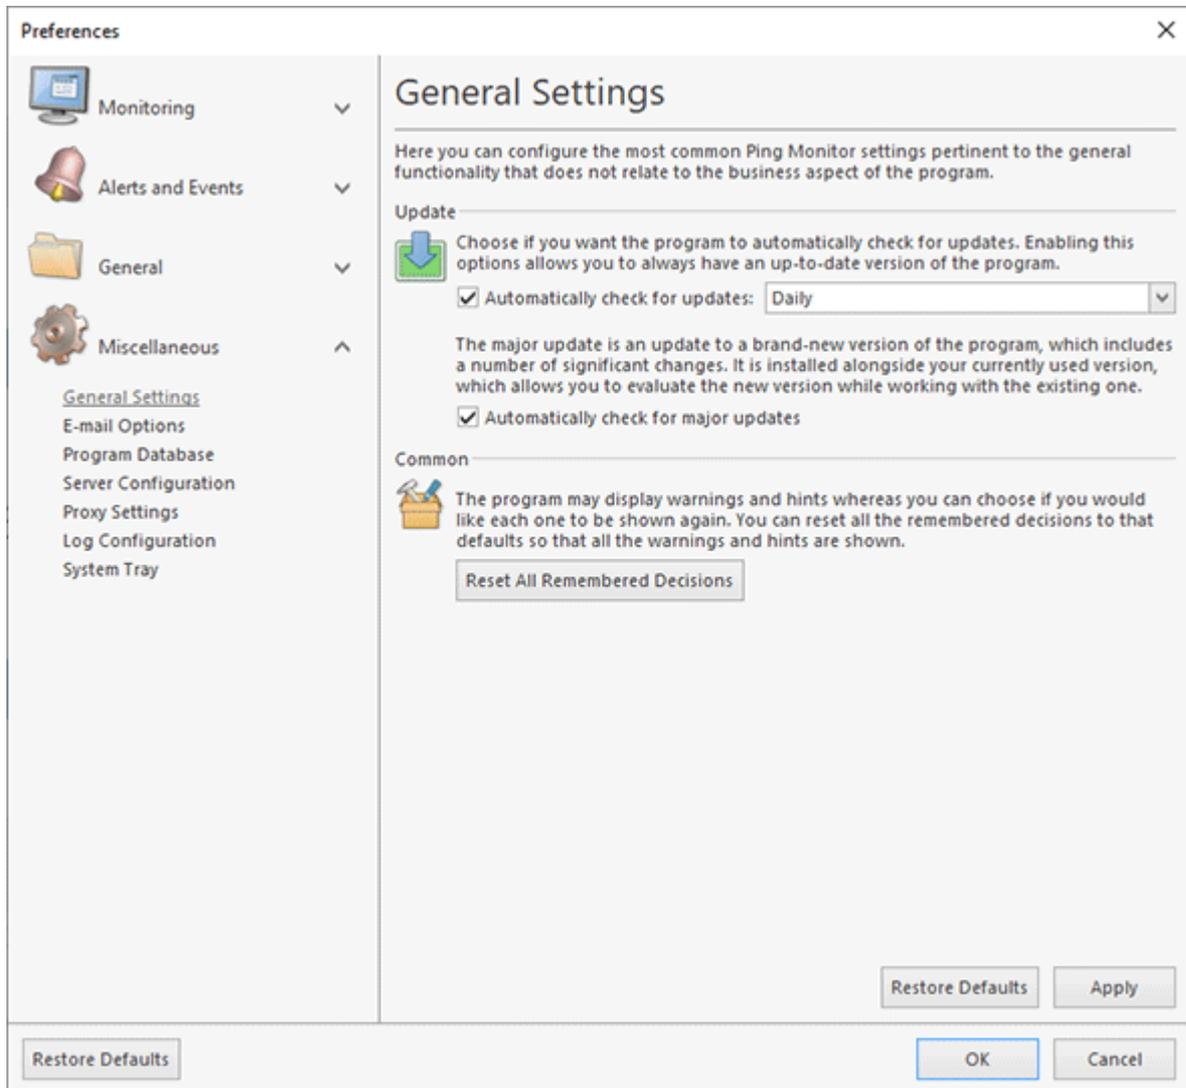 Preferences
Monitoring
Alerts and Events
General
Miscellaneous
General Settings
E-mail Options
Program Database
Server Configuration
Proxy Settings
Log Configuration
System Tray
General Settings
Here you can configure the most common Ping Monitor settings pertinent to the general
functionality that does not relate to the business aspect of the program.
Update
Choose if you want the program to automatically check for updates. Enabling this
options allows you to always have an up-to-date version of the program.
Automatically check for updates: Daily
The major update is an update to a brand-new version of the program, which includes
a number of significant changes. It is installed alongside your currently used version,
which allows you to evaluate the new version while working with the existing one.
Automatically check for major updates
Common
The program may display warnings and hints whereas you can choose if you would
like each one to be shown again. You can reset all the remembered decisions to that
defaults so that all the warnings and hints are shown.
Reset All Remembered Decisions
Restore Defaults Apply
Restore Defaults OK Cancel